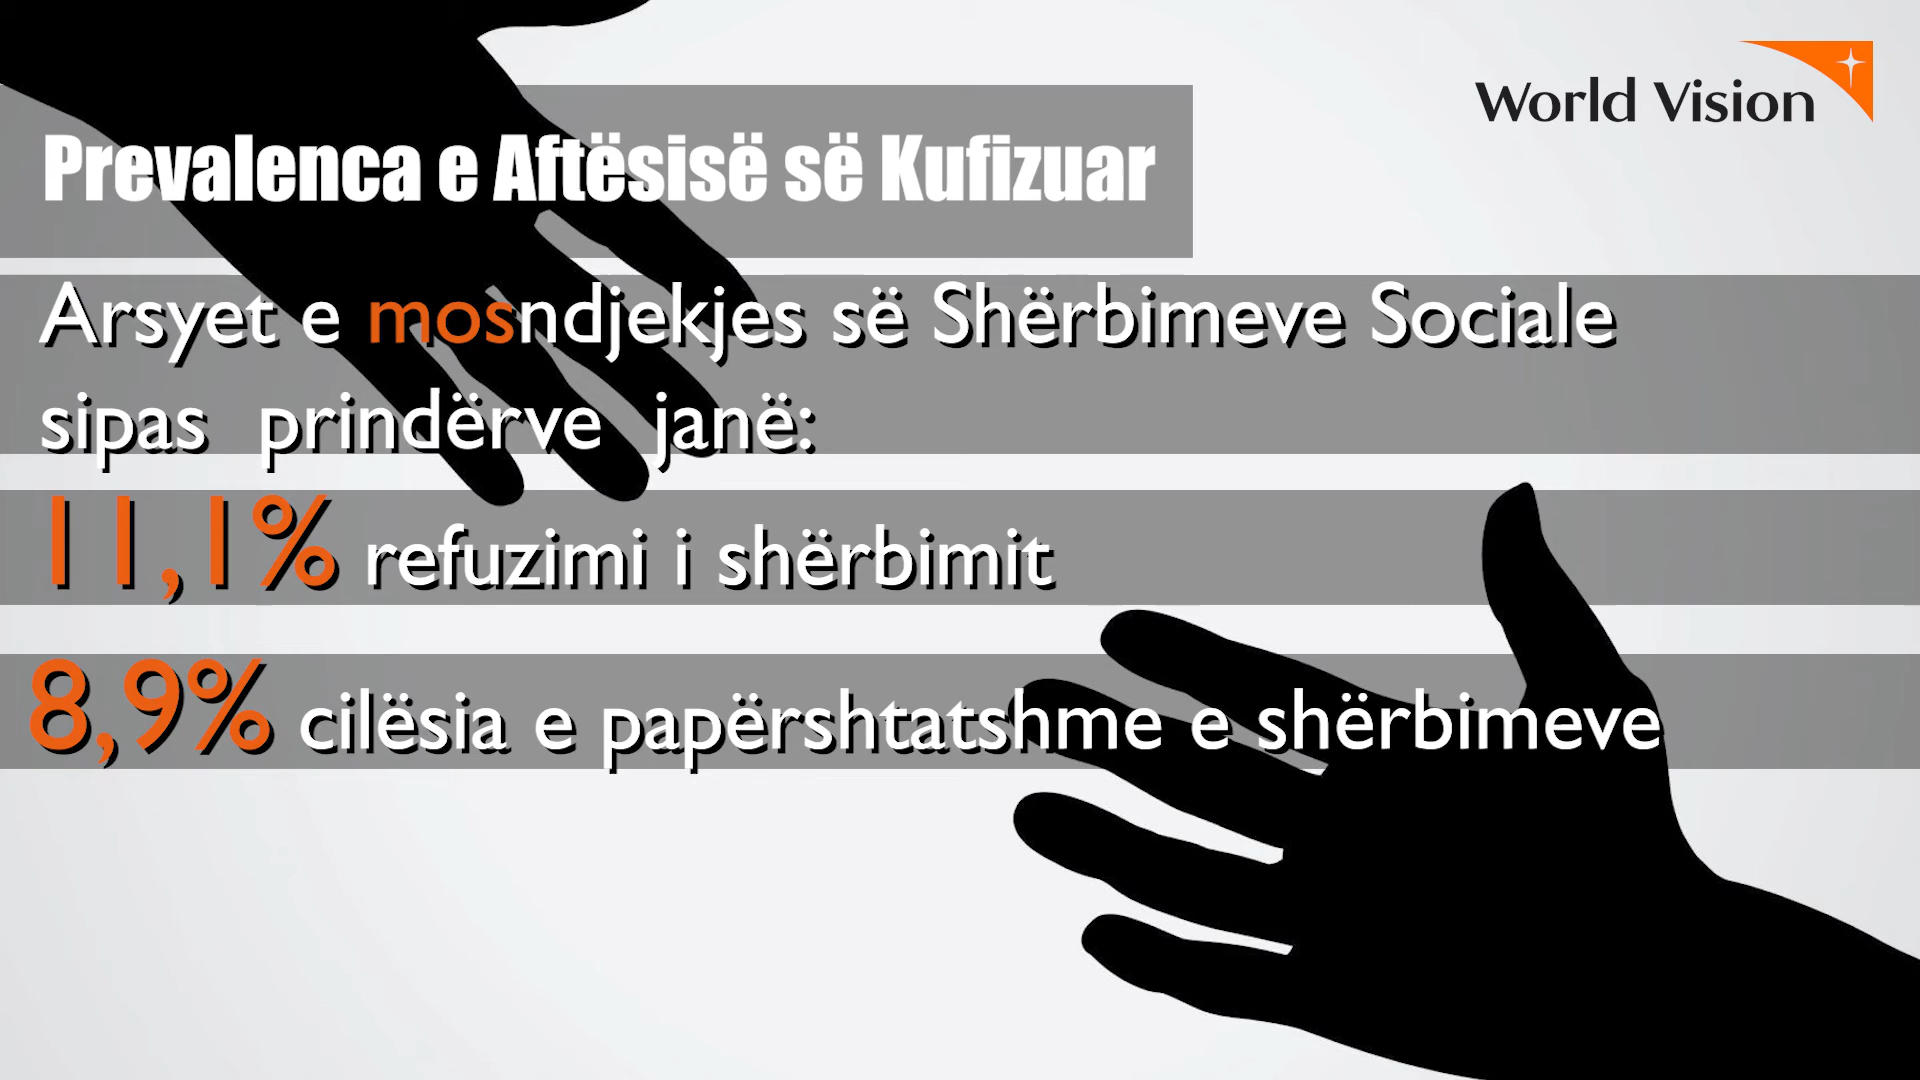 World Vision
Prevalenca e Aftësisë së Kufizuar
Arsyet e mosndjekjes së Shërbimeve Sociale
sipas prindërve janë:
11,1% refuzimi i shërbimit
8,9% cilësia e papërshtatshme e shërbimeve